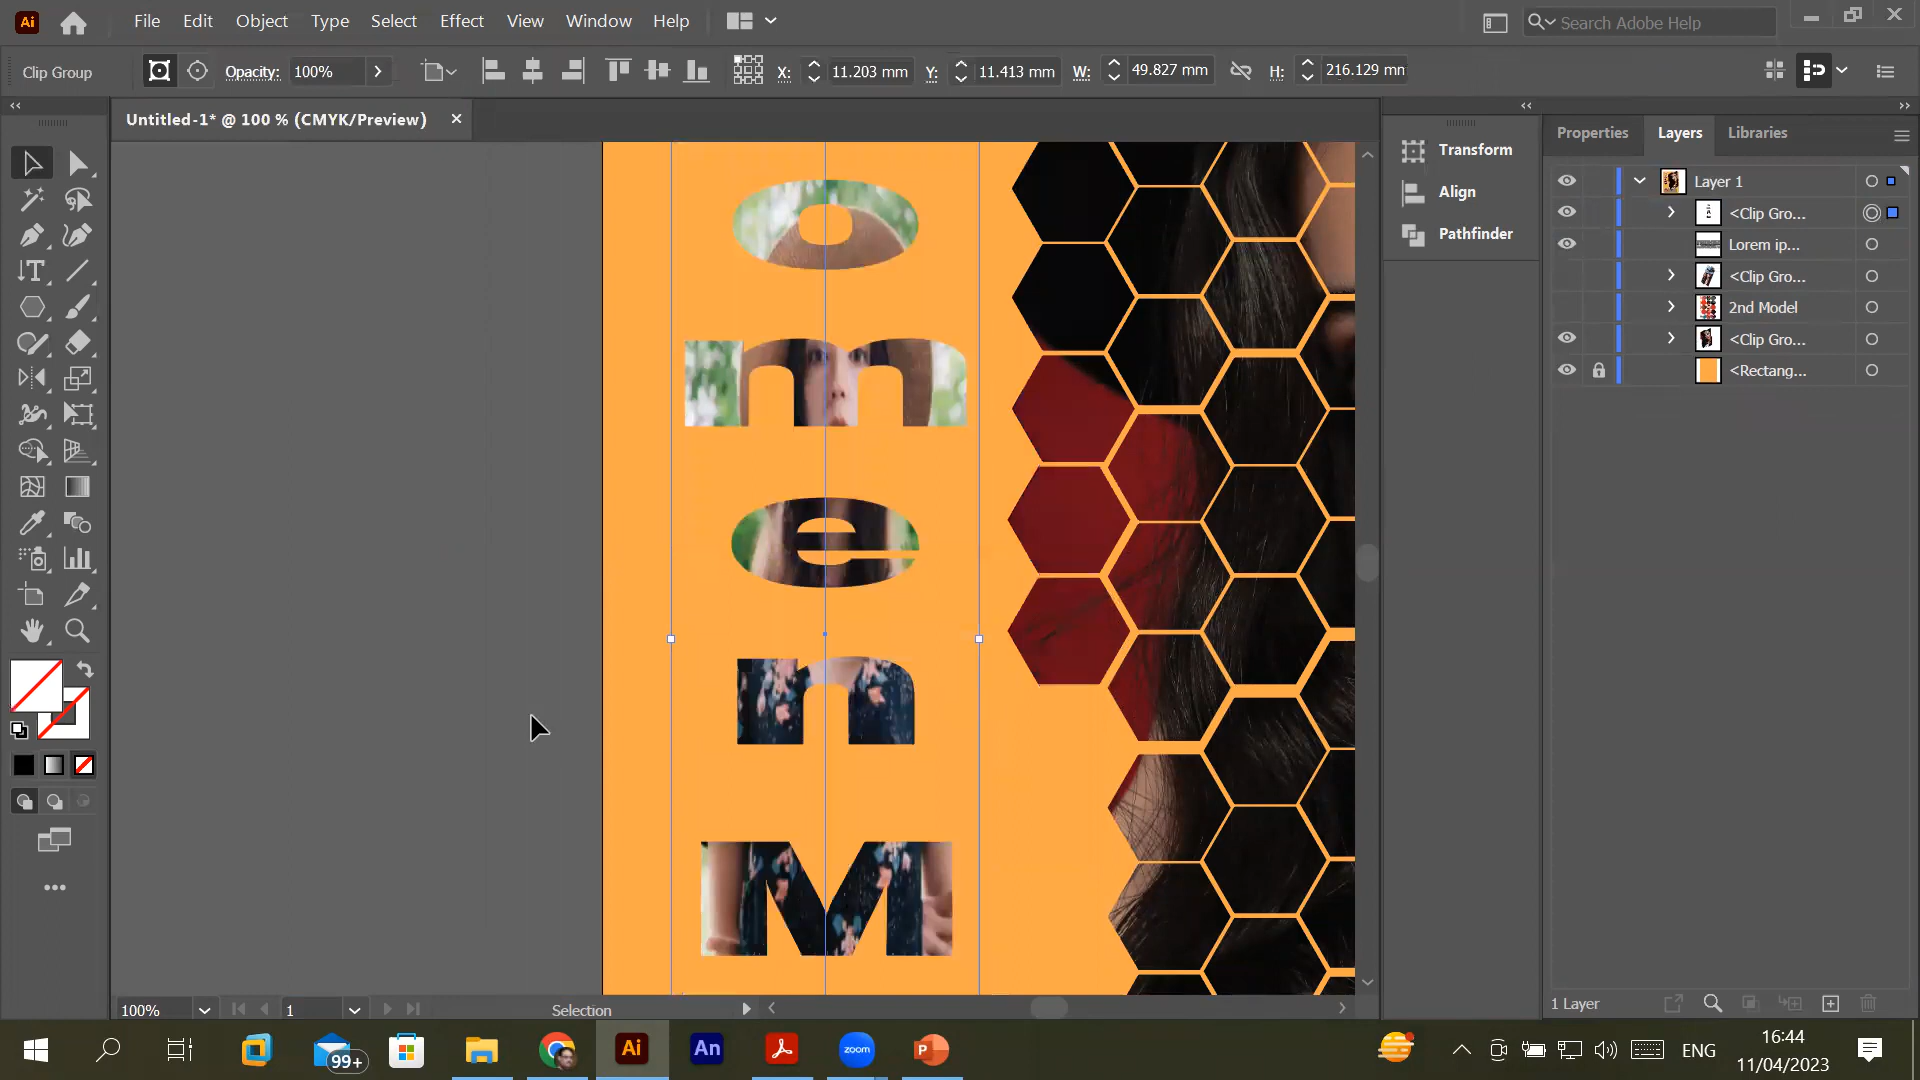 Ai File Edit Object Type Select Effect View Window Help Search Adobe Help
Clip Group Opacity: 100% X: 11.203 mm Y: 11.413 mm W: 49.827 mm H: 216.129 mn
Untitled-1* @ 100 % (CMYK/Preview)
Transform
Align
Pathfinder
Properties Layers Libraries
Layer 1
<Clip Gro...
Lorem ip...
<Clip Gro...
2nd Model
<Clip Gro...
<Rectang...
o
m
e
n
M
100% 1 Selection
1 Layer
99+ Ai An zoom P ENG
16:44
11/04/2023